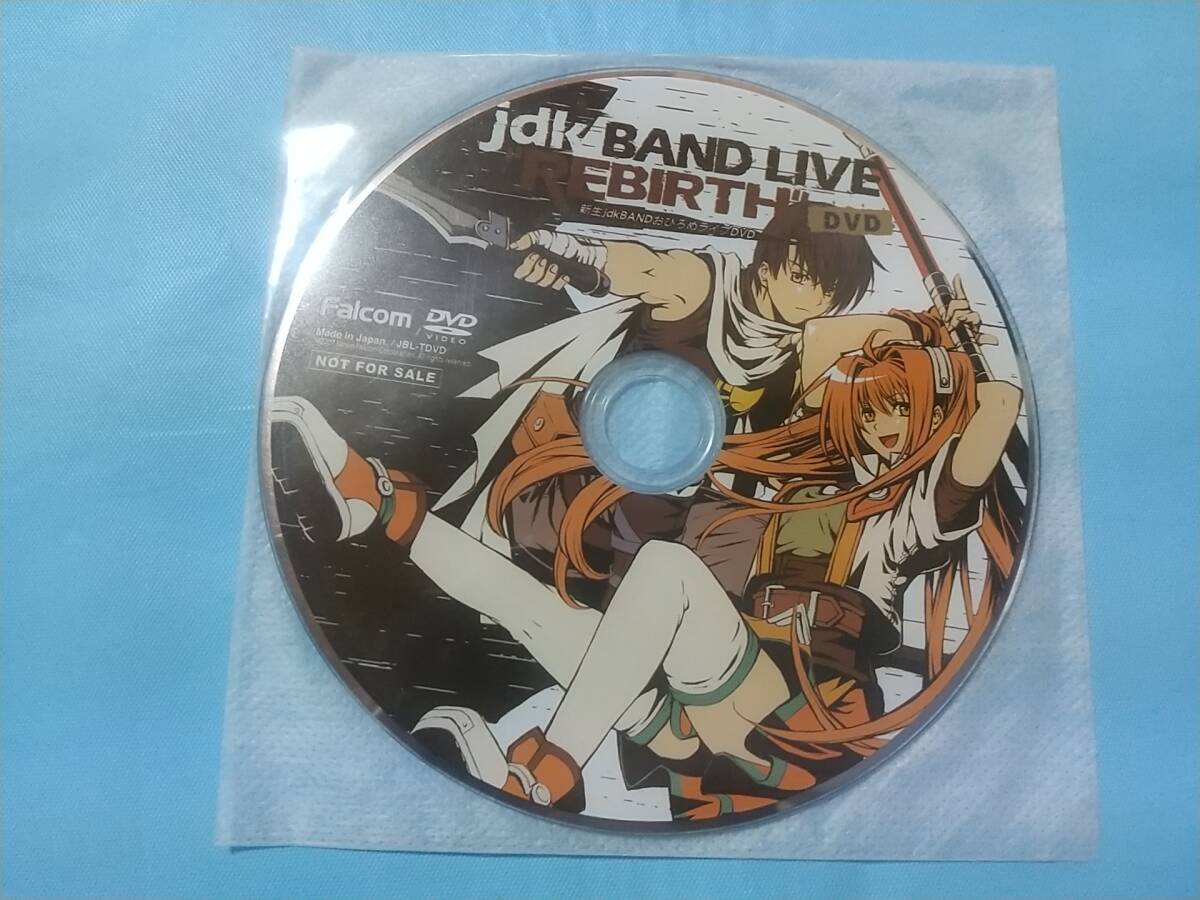 jdk BAND LIVE
REBIRTH
新生jdkBANDおひろめライブDVD
DVD
Falcom
DVD
VIDEO
Made in Japan / JBL-TDVD
NOT FOR SALE